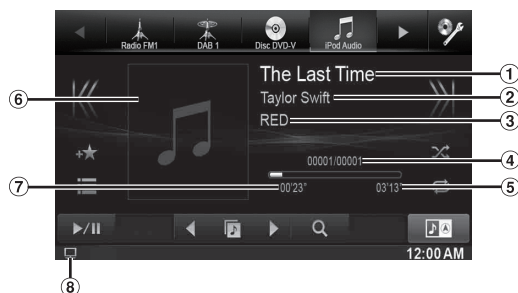 Radio FM1 DAB 1 Disc DVD-V iPod Audio
The Last Time ①
⑥ Taylor Swift ②
RED ③
00001/00001 ④
⑦ 00'23" 03'13" ⑤
12:00 AM
⑧